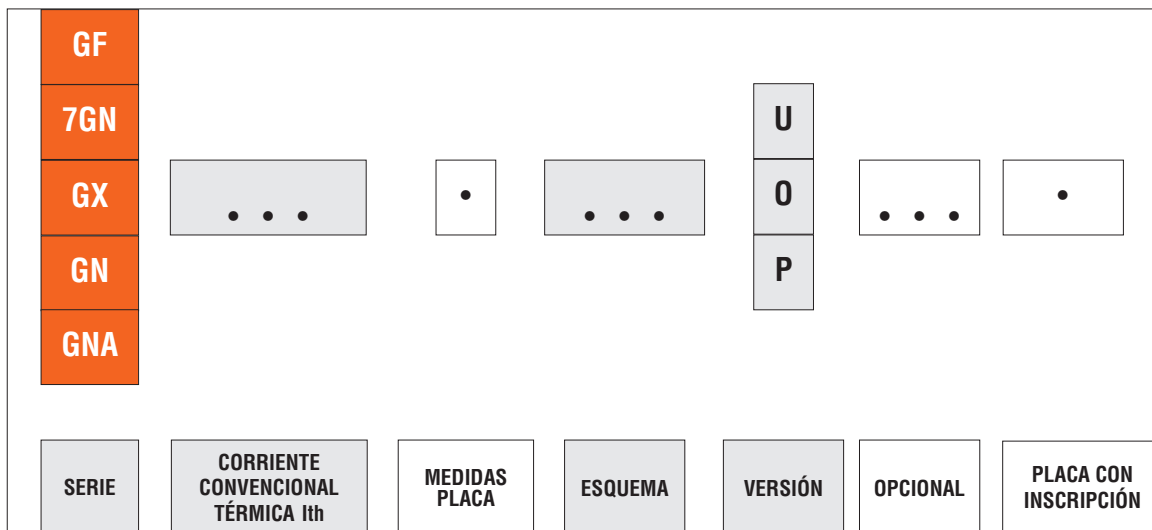 GF
7GN
GX
GN
GNA
• • •
•
• • •
U
O
P
• • •
•
SERIE
CORRIENTE
CONVENCIONAL
TÉRMICA Ith
MEDIDAS
PLACA
ESQUEMA
VERSIÓN
OPCIONAL
PLACA CON
INSCRIPCIÓN